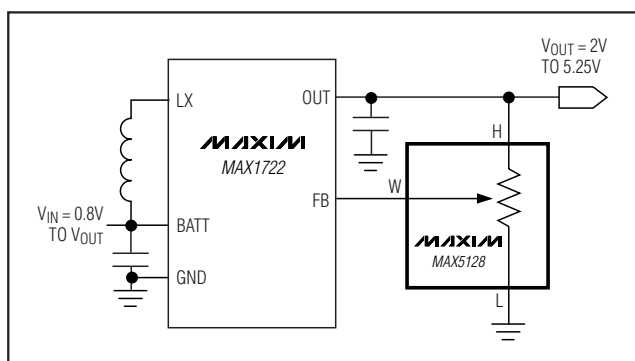 V_OUT = 2V
TO 5.25V
LX
OUT
H
MAXIM
MAX1722
W
FB
V_IN = 0.8V
TO V_OUT
BATT
MAXIM
MAX5128
GND
L